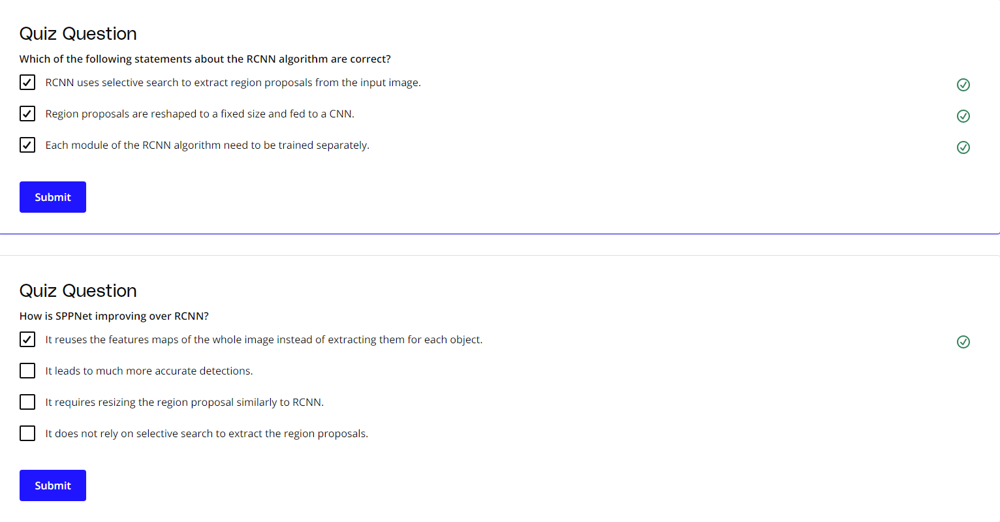 Quiz Question
Which of the following statements about the RCNN algorithm are correct?
RCNN uses selective search to extract region proposals from the input image.
Region proposals are reshaped to a fixed size and fed to a CNN.
Each module of the RCNN algorithm need to be trained separately.
Submit
Quiz Question
How is SPPNet improving over RCNN?
It reuses the features maps of the whole image instead of extracting them for each object.
It leads to much more accurate detections.
It requires resizing the region proposal similarly to RCNN.
It does not rely on selective search to extract the region proposals.
Submit